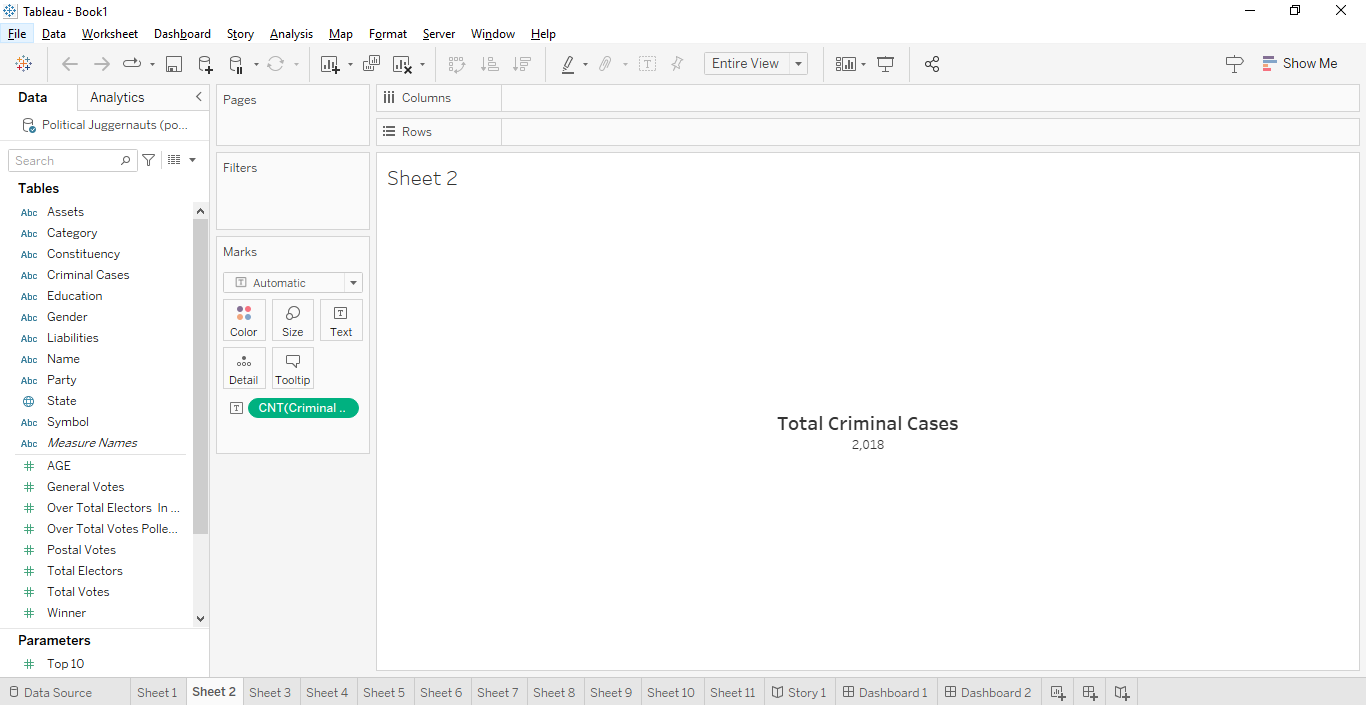 Tableau - Book1
File Data Worksheet Dashboard Story Analysis Map Format Server Window Help
Entire View
Show Me
Data Analytics
Political Juggernauts (po...
Search
Tables
Abc Assets
Abc Category
Abc Constituency
Abc Criminal Cases
Abc Education
Abc Gender
Abc Liabilities
Abc Name
Abc Party
State
Abc Symbol
Abc Measure Names
# AGE
# General Votes
# Over Total Electors In ...
# Over Total Votes Polle...
# Postal Votes
# Total Electors
# Total Votes
# Winner
Parameters
# Top 10
Pages
Filters
Marks
T Automatic
Color Size T Text
Detail Tooltip
T CNT(Criminal ..
Columns
Rows
Sheet 2
Total Criminal Cases
2,018
Data Source Sheet 1 Sheet 2 Sheet 3 Sheet 4 Sheet 5 Sheet 6 Sheet 7 Sheet 8 Sheet 9 Sheet 10 Sheet 11 Story 1 Dashboard 1 Dashboard 2